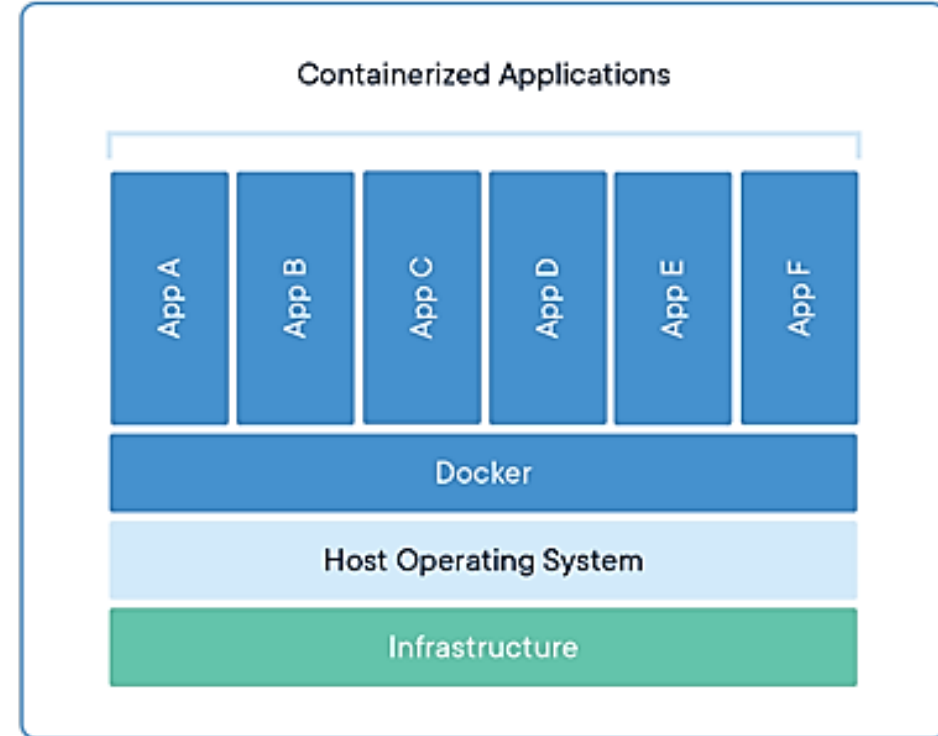 Containerized Applications
App A
App B
App C
App D
App E
App F
Docker
Host Operating System
Infrastructure